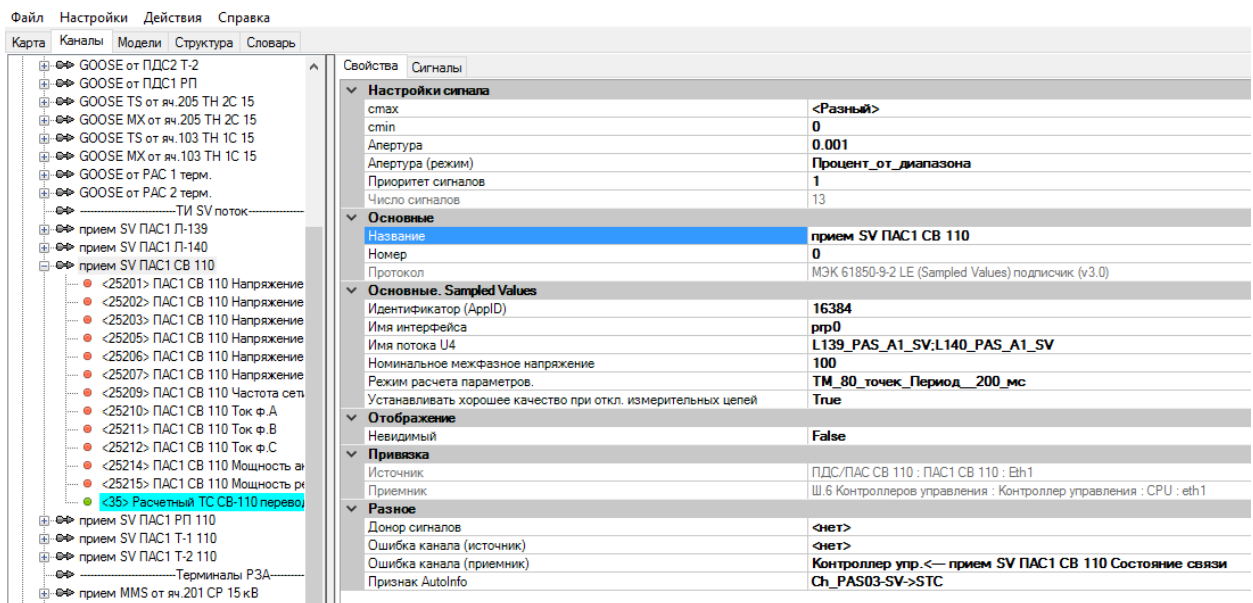 Файл Настройки Действия Справка
Карта Каналы Модели Структура Словарь
GOOSE от ПДС2 Т-2
GOOSE от ПДС1 РП
GOOSE TS от яч.205 ТН 2С 15
GOOSE MX от яч.205 ТН 2С 15
GOOSE TS от яч.103 ТН 1С 15
GOOSE MX от яч.103 ТН 1С 15
GOOSE от РАС 1 терм.
GOOSE от РАС 2 терм.
---------------------------ТИ SV поток----------------
прием SV ПАС1 Л-139
прием SV ПАС1 Л-140
прием SV ПАС1 СВ 110
<25201> ПАС1 СВ 110 Напряжение
<25202> ПАС1 СВ 110 Напряжение
<25203> ПАС1 СВ 110 Напряжение
<25205> ПАС1 СВ 110 Напряжение
<25206> ПАС1 СВ 110 Напряжение
<25207> ПАС1 СВ 110 Напряжение
<25209> ПАС1 СВ 110 Частота сети
<25210> ПАС1 СВ 110 Ток ф.А
<25211> ПАС1 СВ 110 Ток ф.В
<25212> ПАС1 СВ 110 Ток ф.С
<25214> ПАС1 СВ 110 Мощность ак
<25215> ПАС1 СВ 110 Мощность ре
<35> Расчетный ТС СВ-110 перевод
прием SV ПАС1 РП 110
прием SV ПАС1 Т-1 110
прием SV ПАС1 Т-2 110
---------------------------Терминалы РЗА----------
прием MMS от яч.201 СР 15 кВ
Свойства Сигналы
Настройки сигнала
cmax <Разный>
cmin 0
Апертура 0.001
Апертура (режим) Процент_от_диапазона
Приоритет сигналов 1
Число сигналов 13
Основные
Название прием SV ПАС1 СВ 110
Номер 0
Протокол МЭК 61850-9-2 LE (Sampled Values) подписчик (v3.0)
Основные. Sampled Values
Идентификатор (AppID) 16384
Имя интерфейса prp0
Имя потока U4 L139_PAS_A1_SV;L140_PAS_A1_SV
Номинальное межфазное напряжение 100
Режим расчета параметров. ТМ_80_точек_Период__200_мс
Устанавливать хорошее качество при откл. измерительных цепей True
Отображение
Невидимый False
Привязка
Источник ПДС/ПАС СВ 110 : ПАС1 СВ 110 : Eth1
Приемник Ш.6 Контроллеров управления : Контроллер управления : CPU : eth1
Разное
Донор сигналов <нет>
Ошибка канала (источник) <нет>
Ошибка канала (приемник) Контроллер упр.<— прием SV ПАС1 СВ 110 Состояние связи
Признак AutoInfo Ch_PAS03-SV->STC